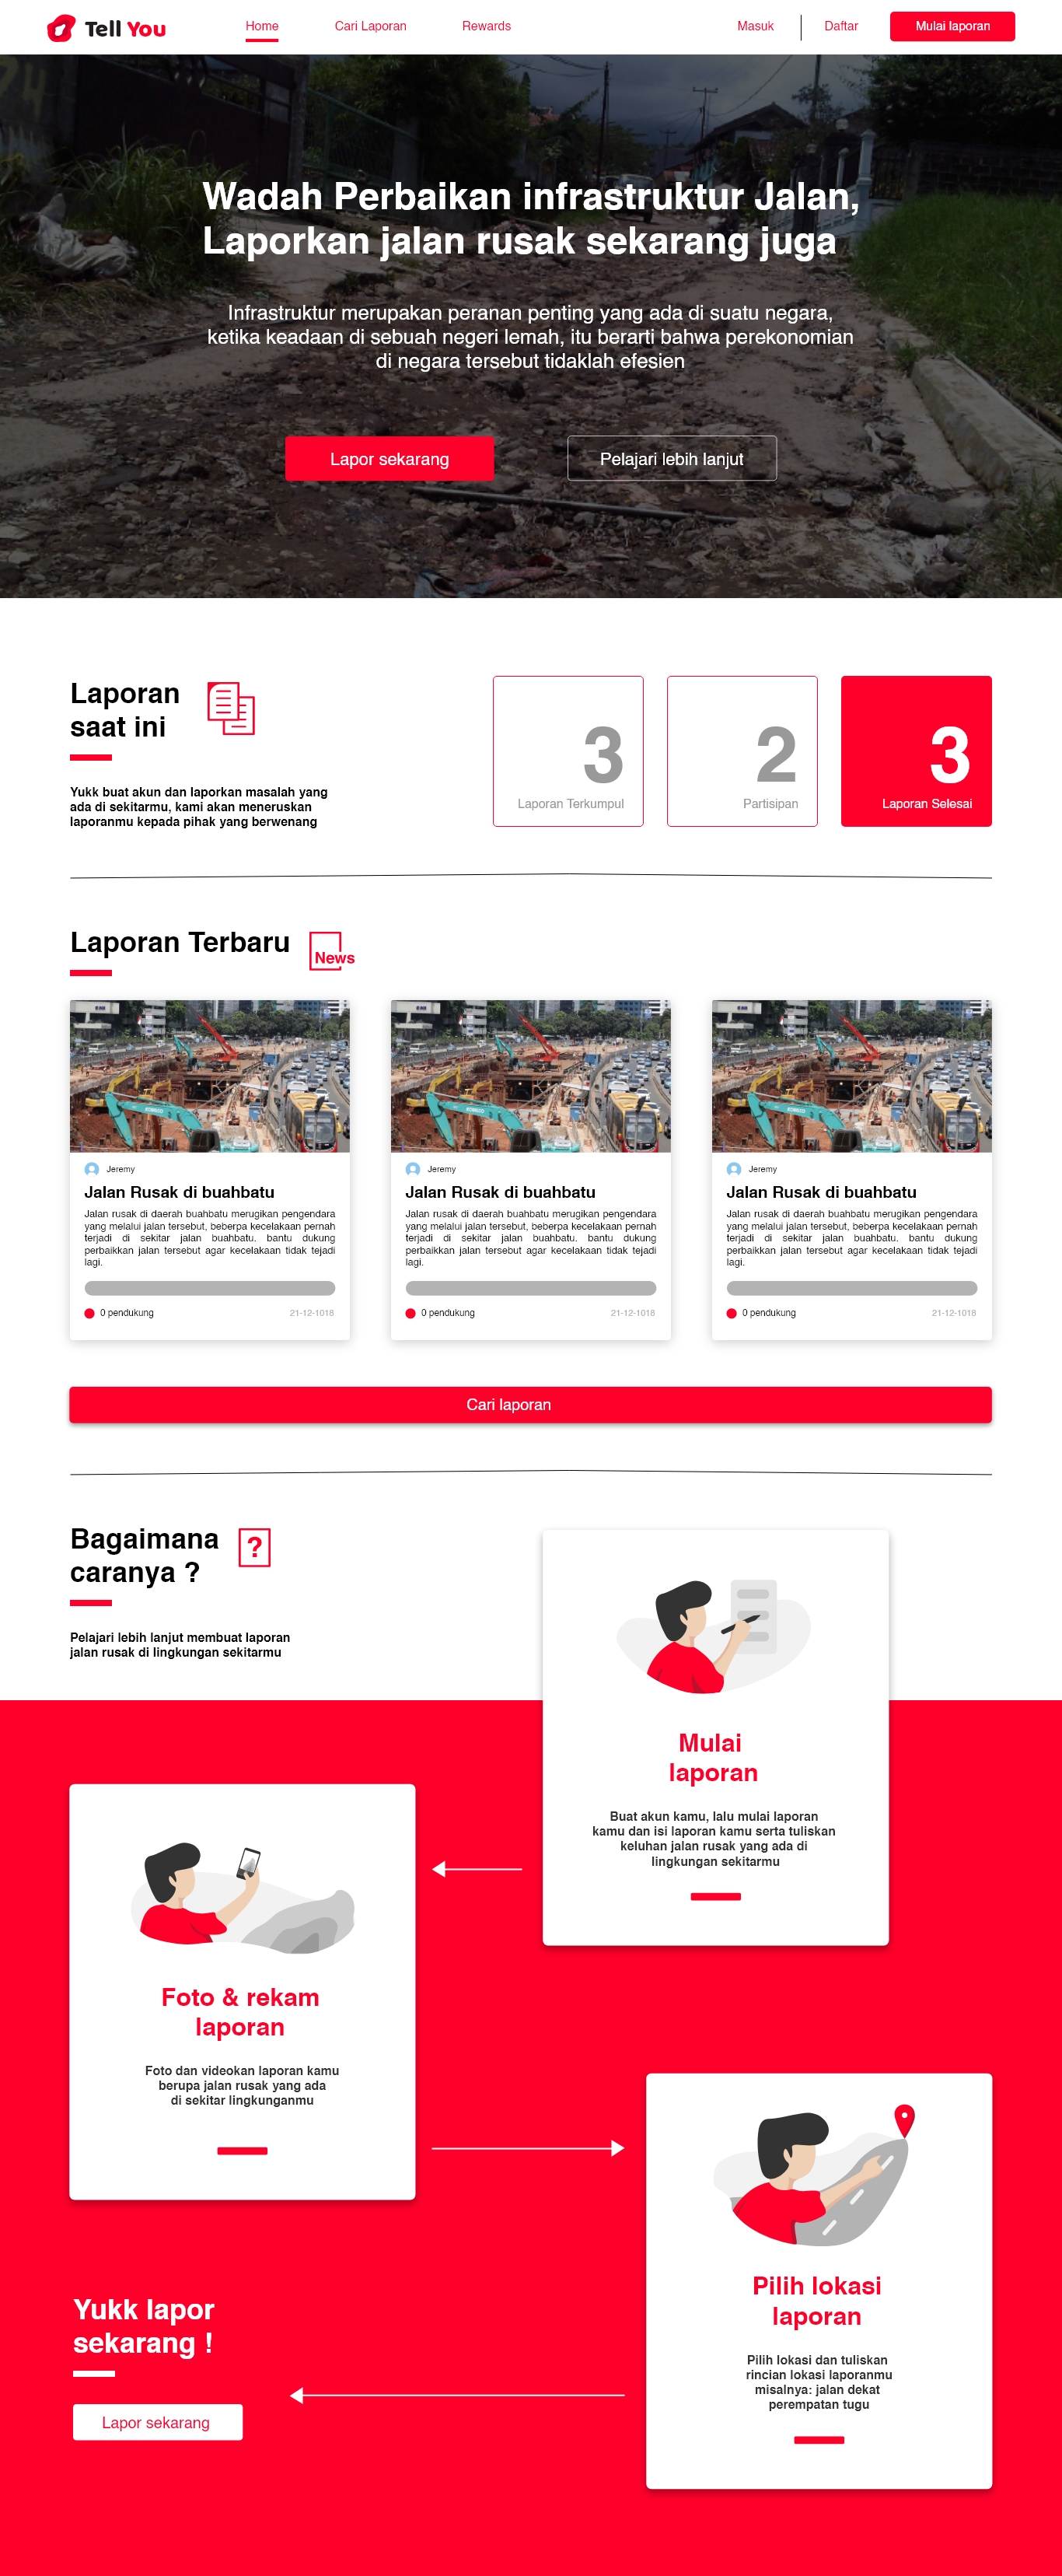 Tell You
Home
Cari Laporan
Rewards
Masuk
Daftar
Mulai laporan
Wadah Perbaikan infrastruktur Jalan,
Laporkan jalan rusak sekarang juga
Infrastruktur merupakan peranan penting yang ada di suatu negara,
ketika keadaan di sebuah negeri lemah, itu berarti bahwa perekonomian
di negara tersebut tidaklah efesien
Lapor sekarang
Pelajari lebih lanjut
Laporan
saat ini
Yukk buat akun dan laporkan masalah yang
ada di sekitarmu, kami akan meneruskan
laporanmu kepada pihak yang berwenang
3
Laporan Terkumpul
2
Partisipan
3
Laporan Selesai
Laporan Terbaru
News
Jeremy
Jalan Rusak di buahbatu
Jalan rusak di daerah buahbatu merugikan pengendara
yang melalui jalan tersebut, beberpa kecelakaan pernah
terjadi di sekitar jalan buahbatu. bantu dukung
perbaikkan jalan tersebut agar kecelakaan tidak tejadi
lagi.
0 pendukung
21-12-1018
Jeremy
Jalan Rusak di buahbatu
Jalan rusak di daerah buahbatu merugikan pengendara
yang melalui jalan tersebut, beberpa kecelakaan pernah
terjadi di sekitar jalan buahbatu. bantu dukung
perbaikkan jalan tersebut agar kecelakaan tidak tejadi
lagi.
0 pendukung
21-12-1018
Jeremy
Jalan Rusak di buahbatu
Jalan rusak di daerah buahbatu merugikan pengendara
yang melalui jalan tersebut, beberpa kecelakaan pernah
terjadi di sekitar jalan buahbatu. bantu dukung
perbaikkan jalan tersebut agar kecelakaan tidak tejadi
lagi.
0 pendukung
21-12-1018
Cari laporan
Bagaimana
caranya ?
?
Pelajari lebih lanjut membuat laporan
jalan rusak di lingkungan sekitarmu
Mulai
laporan
Buat akun kamu, lalu mulai laporan
kamu dan isi laporan kamu serta tuliskan
keluhan jalan rusak yang ada di
lingkungan sekitarmu
Foto & rekam
laporan
Foto dan videokan laporan kamu
berupa jalan rusak yang ada
di sekitar lingkunganmu
Pilih lokasi
laporan
Pilih lokasi dan tuliskan
rincian lokasi laporanmu
misalnya: jalan dekat
perempatan tugu
Yukk lapor
sekarang !
Lapor sekarang